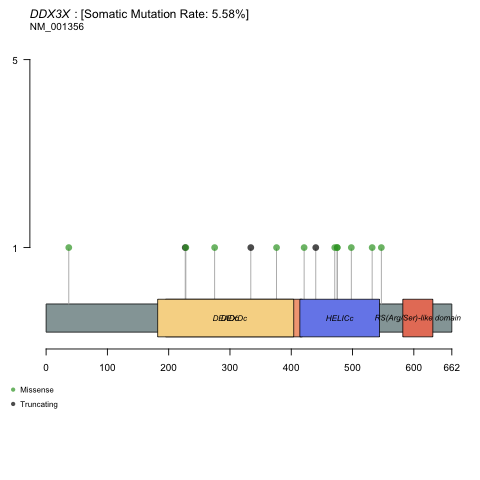 DDX3X : [Somatic Mutation Rate: 5.58%]
NM_001356
5
1
DEXDc
HELICc
RS(Arg/Ser)-like domain
0 100 200 300 400 500 600 662
Missense
Truncating